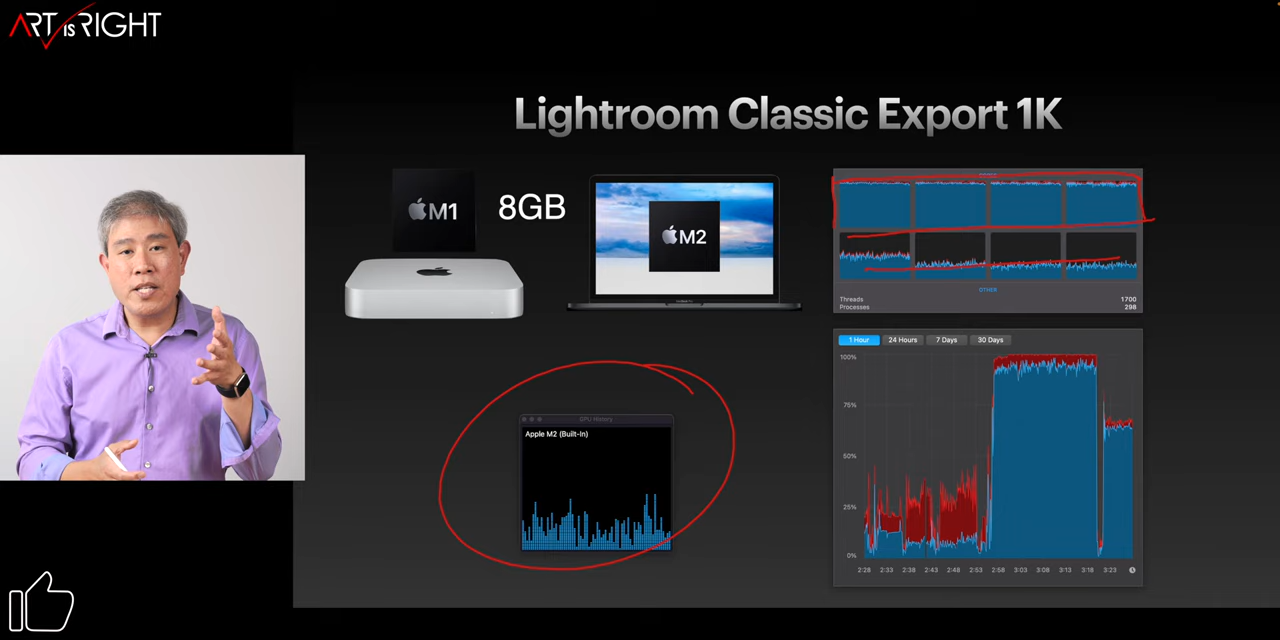 ART IS RIGHT
Lightroom Classic Export 1K
M1
8GB
M2
OTHER
Threads 1700
Processes 298
GPU History
Apple M2 (Built-In)
1 Hour 24 Hours 7 Days 30 Days
100%
75%
50%
25%
0%
2:28 2:33 2:38 2:43 2:48 2:53 2:58 3:03 3:08 3:13 3:18 3:23